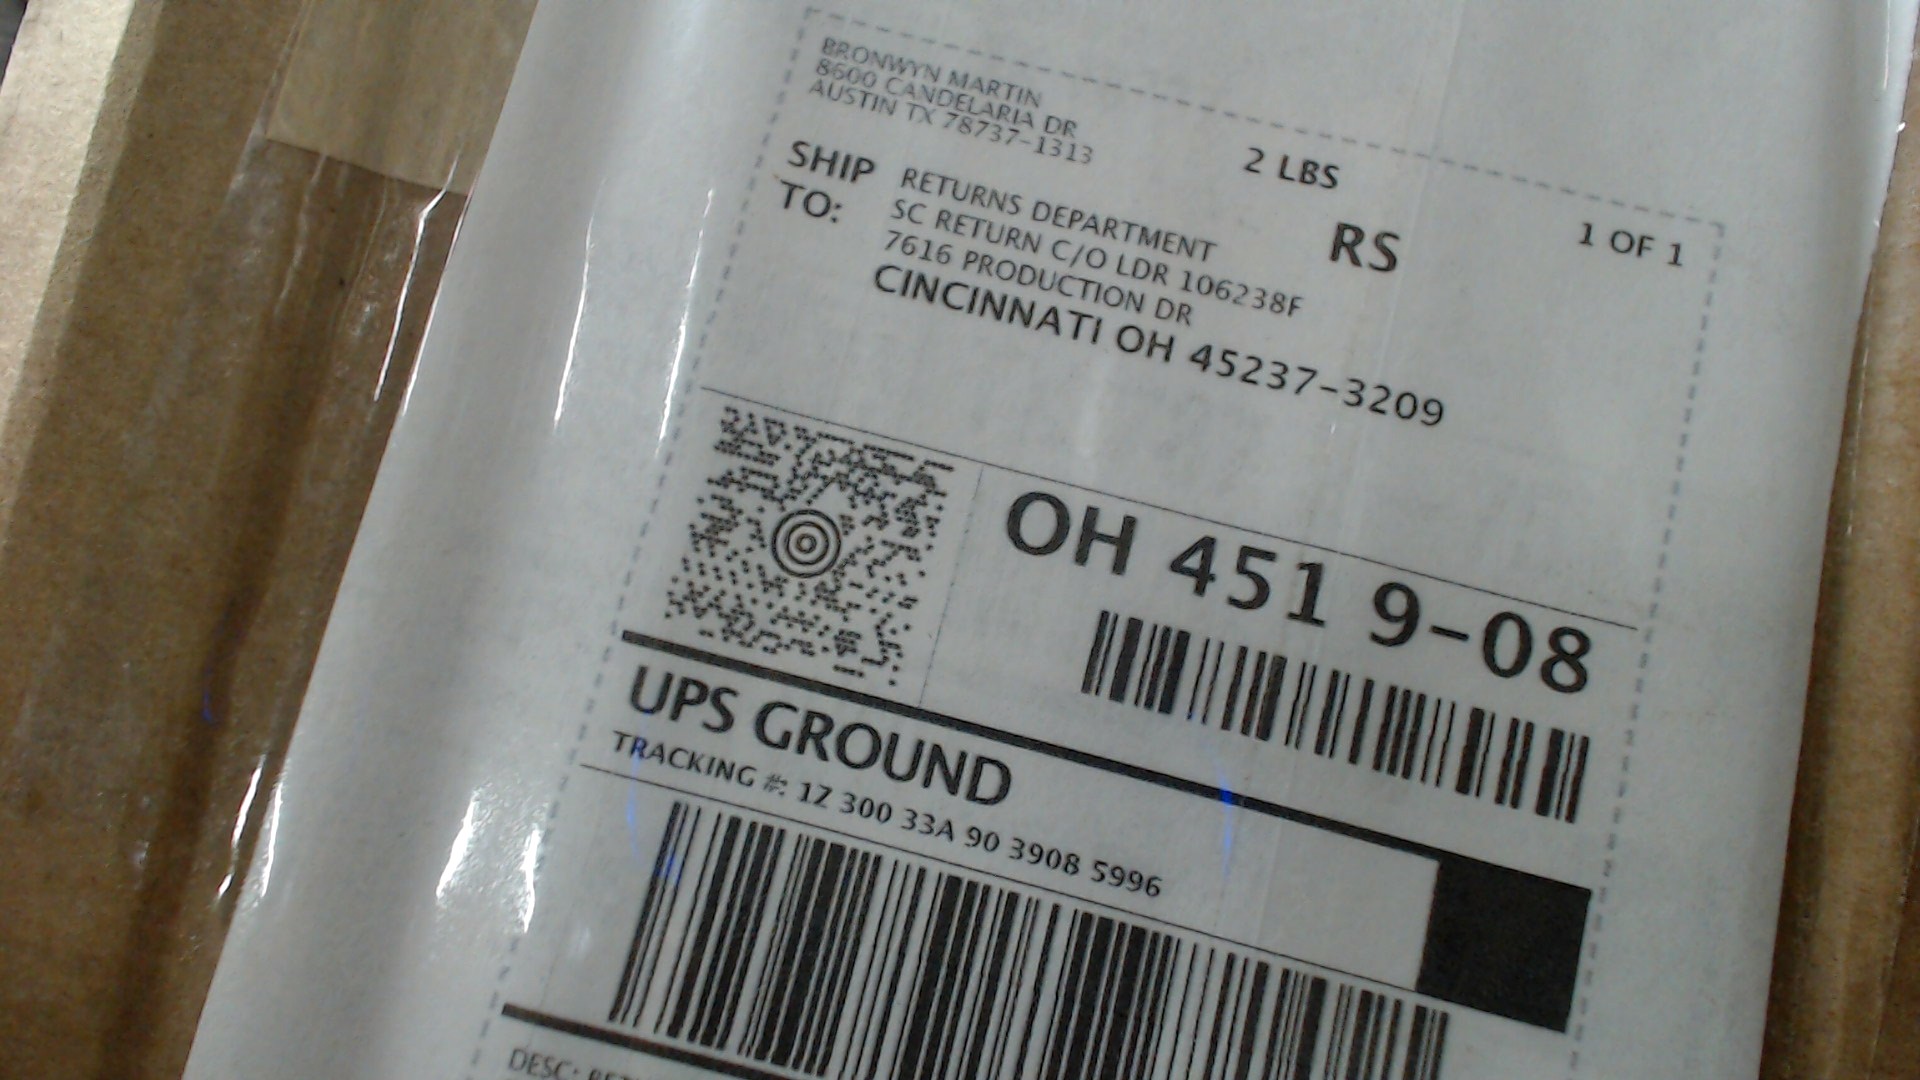 BRONWYN MARTIN
8600 CANDELARIA DR
AUSTIN TX 78737-1313
2 LBS
1 OF 1
SHIP TO:
RETURNS DEPARTMENT
SC RETURN C/O LDR 106238F
7616 PRODUCTION DR
CINCINNATI OH 45237-3209
RS
OH 451 9-08
UPS GROUND
TRACKING #: 1Z 300 33A 90 3908 5996
DESC: